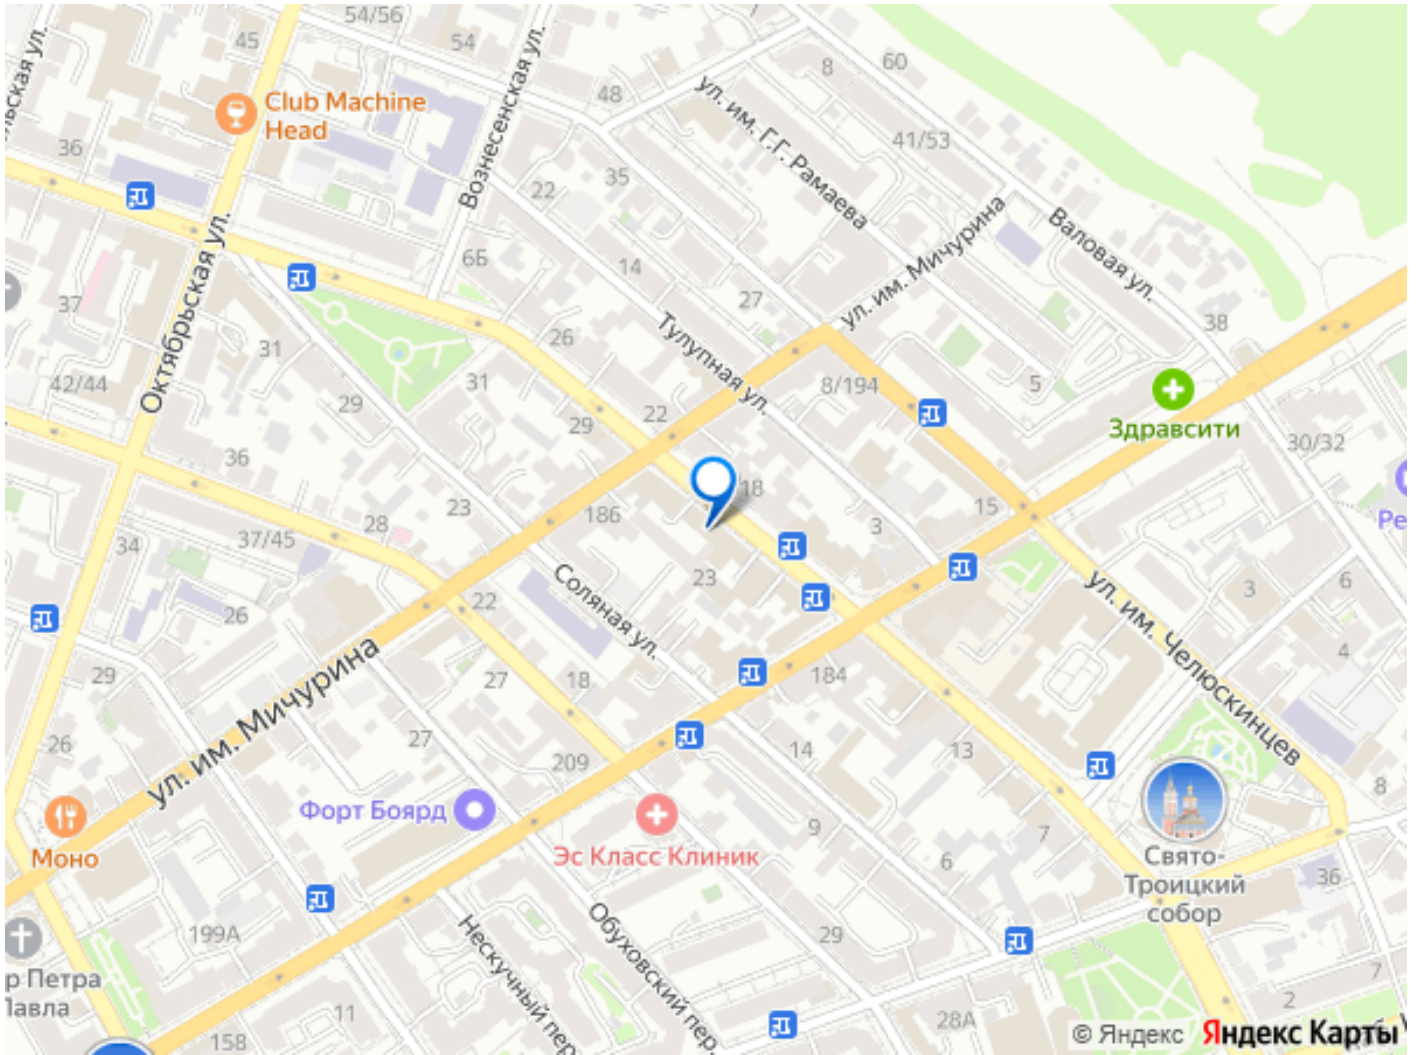 54/56
45
54
Вознесенская ул.
8
60
Club Machine
Head
48
ул. им. Г.Г. Рамаева
41/53
36
22
35
Октябрьская ул.
6Б
14
27
ул. им. Мичурина
Валовая ул.
37
31
26
Тулупная ул.
38
42/44
29
31
29
22
8/194
5
Здравсити
30/32
36
23
28
186
18
3
15
37/45
34
26
22
23
Соляная ул.
ул. им. Челюскинцев
3
6
4
29
27
18
184
26
ул. им. Мичурина
27
209
14
13
8
Форт Боярд
Моно
Эс Класс Клиник
9
7
6
Свято-
Троицкий
собор
36
199А
Нескучный пер.
Обуховский пер.
29
Петра
11
158
28А
2
7
© Яндекс Яндекс Карты